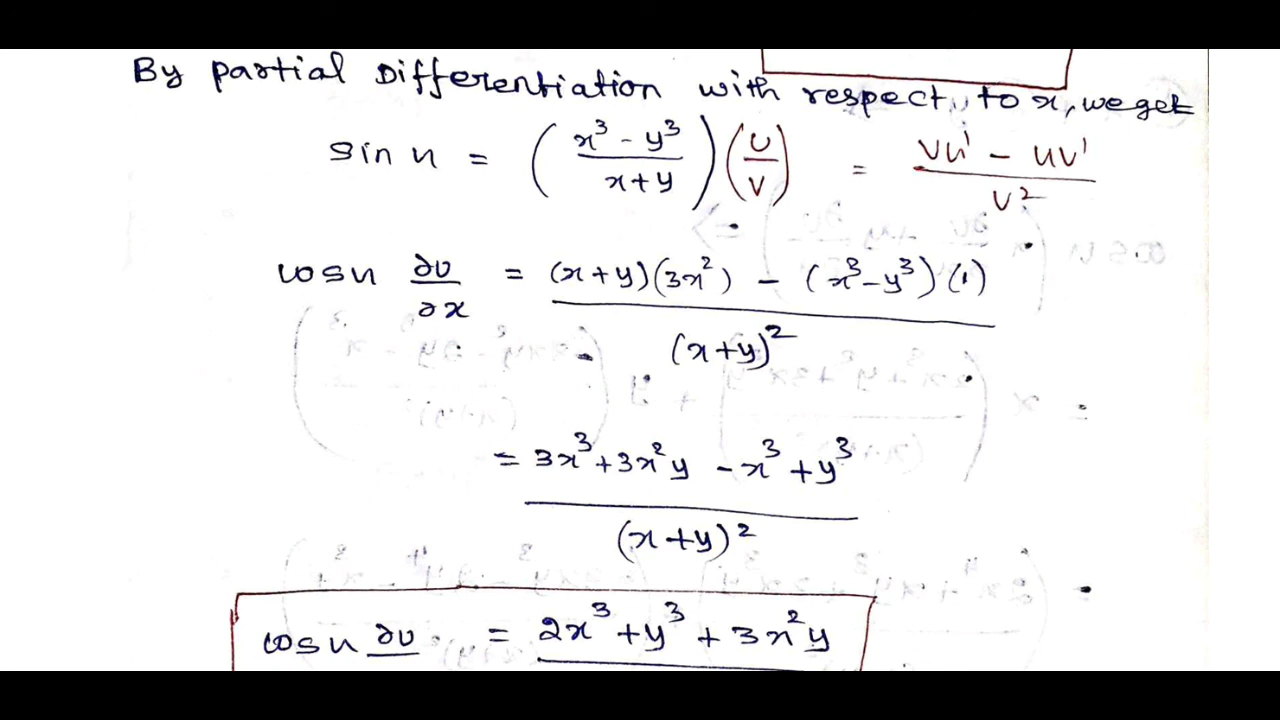 By partial Differentiation with respect to x, we get
sin u = ( x³ - y³ / x+y ) ( u / v ) = vu' - uv' / v²
cos u ∂u/∂x = (x+y)(3x²) - (x³-y³)(1) / (x+y)²
= 3x³+3x²y - x³+y³ / (x+y)²
cos u ∂u = 2x³+y³+3x²y